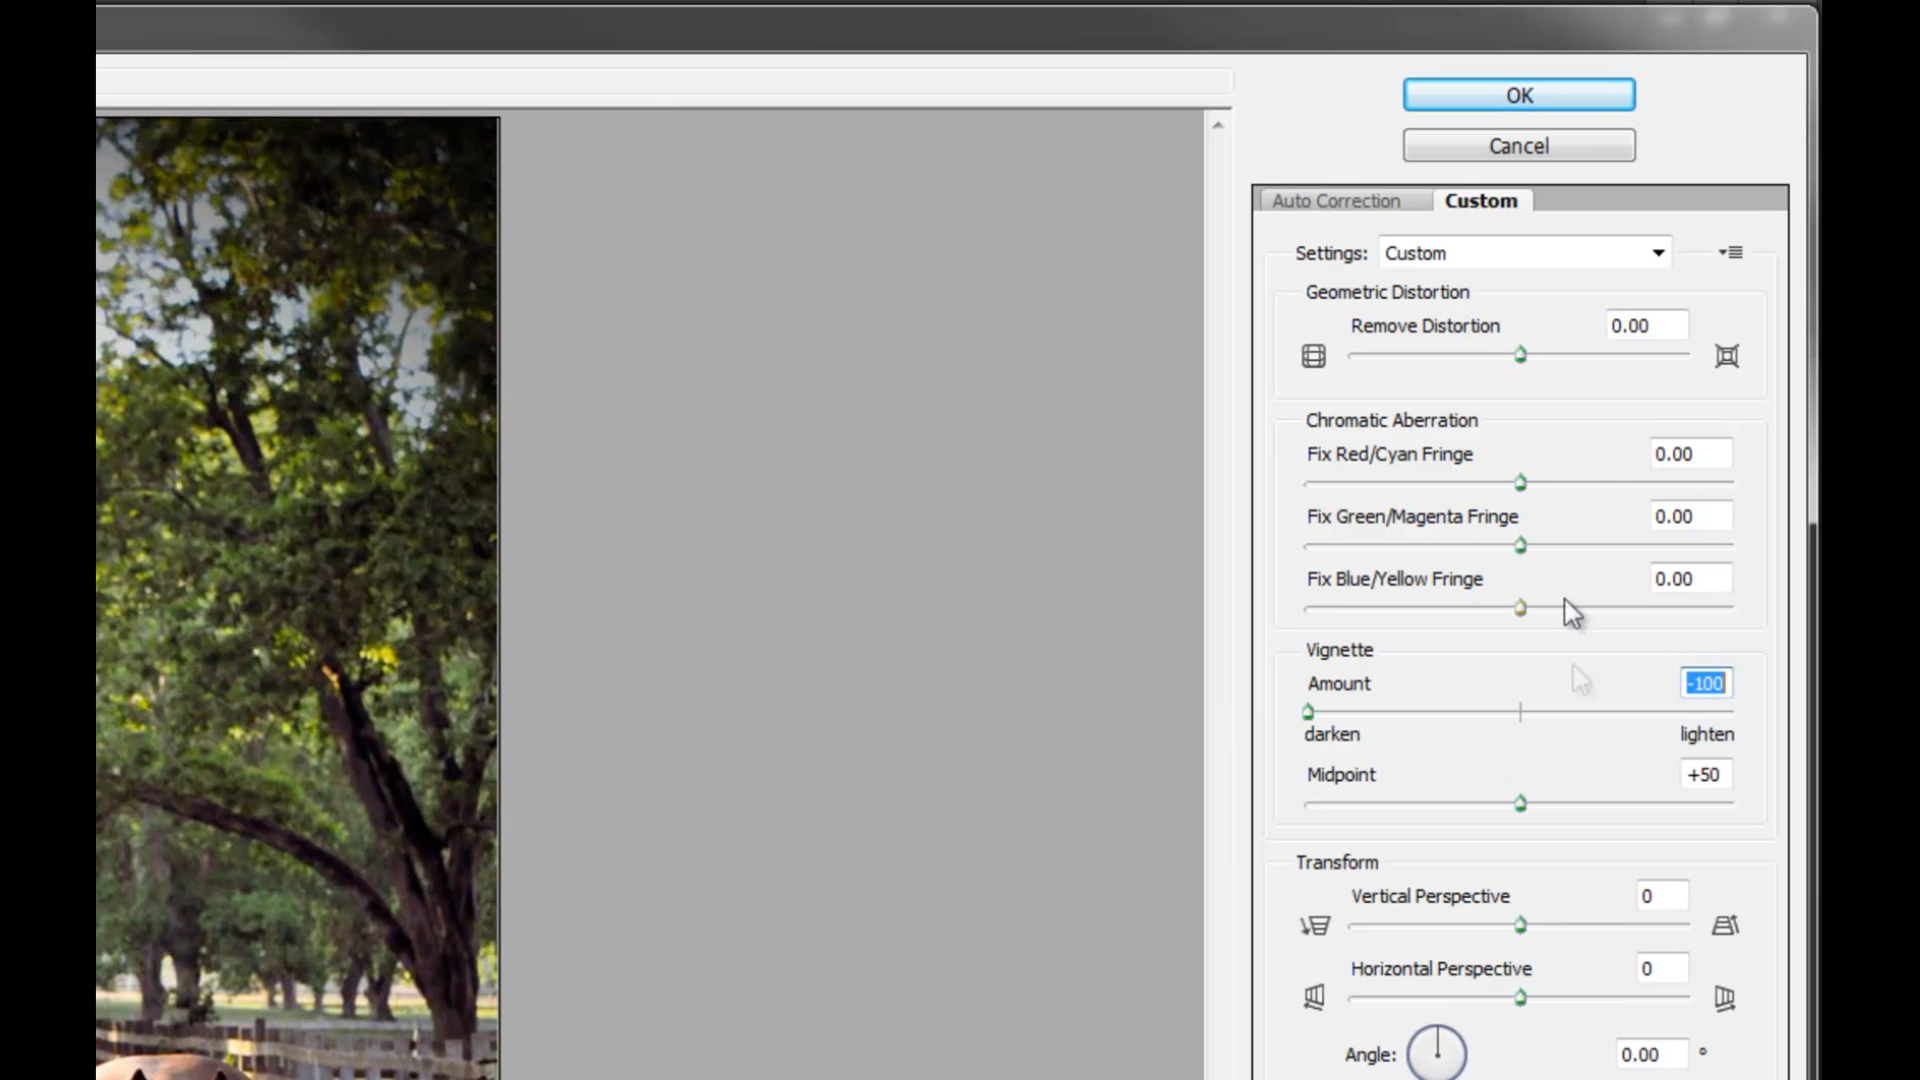 OK
Cancel
Auto Correction Custom
Settings: Custom
Geometric Distortion
Remove Distortion 0.00
Chromatic Aberration
Fix Red/Cyan Fringe 0.00
Fix Green/Magenta Fringe 0.00
Fix Blue/Yellow Fringe 0.00
Vignette
Amount -100
darken lighten
Midpoint +50
Transform
Vertical Perspective 0
Horizontal Perspective 0
Angle: 0.00 °